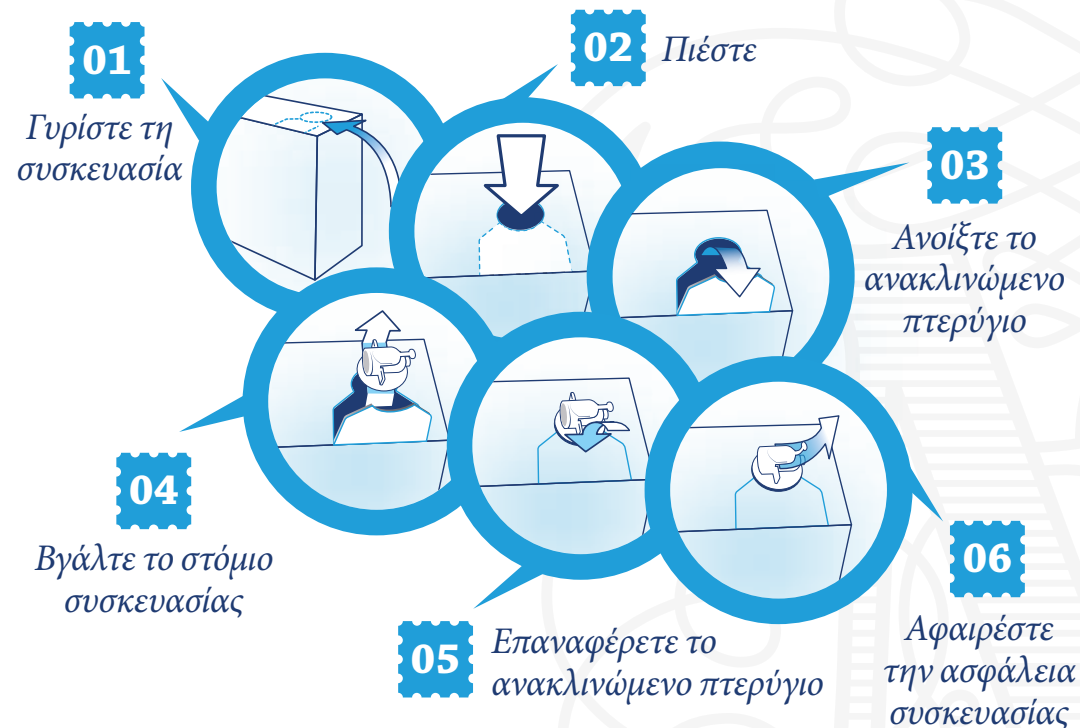 01
Γυρίστε τη
συσκευασία
02
Πιέστε
03
Ανοίξτε το
ανακλινώμενο
πτερύγιο
04
Βγάλτε το στόμιο
συσκευασίας
05
Επαναφέρετε το
ανακλινώμενο πτερύγιο
06
Αφαιρέστε
την ασφάλεια
συσκευασίας